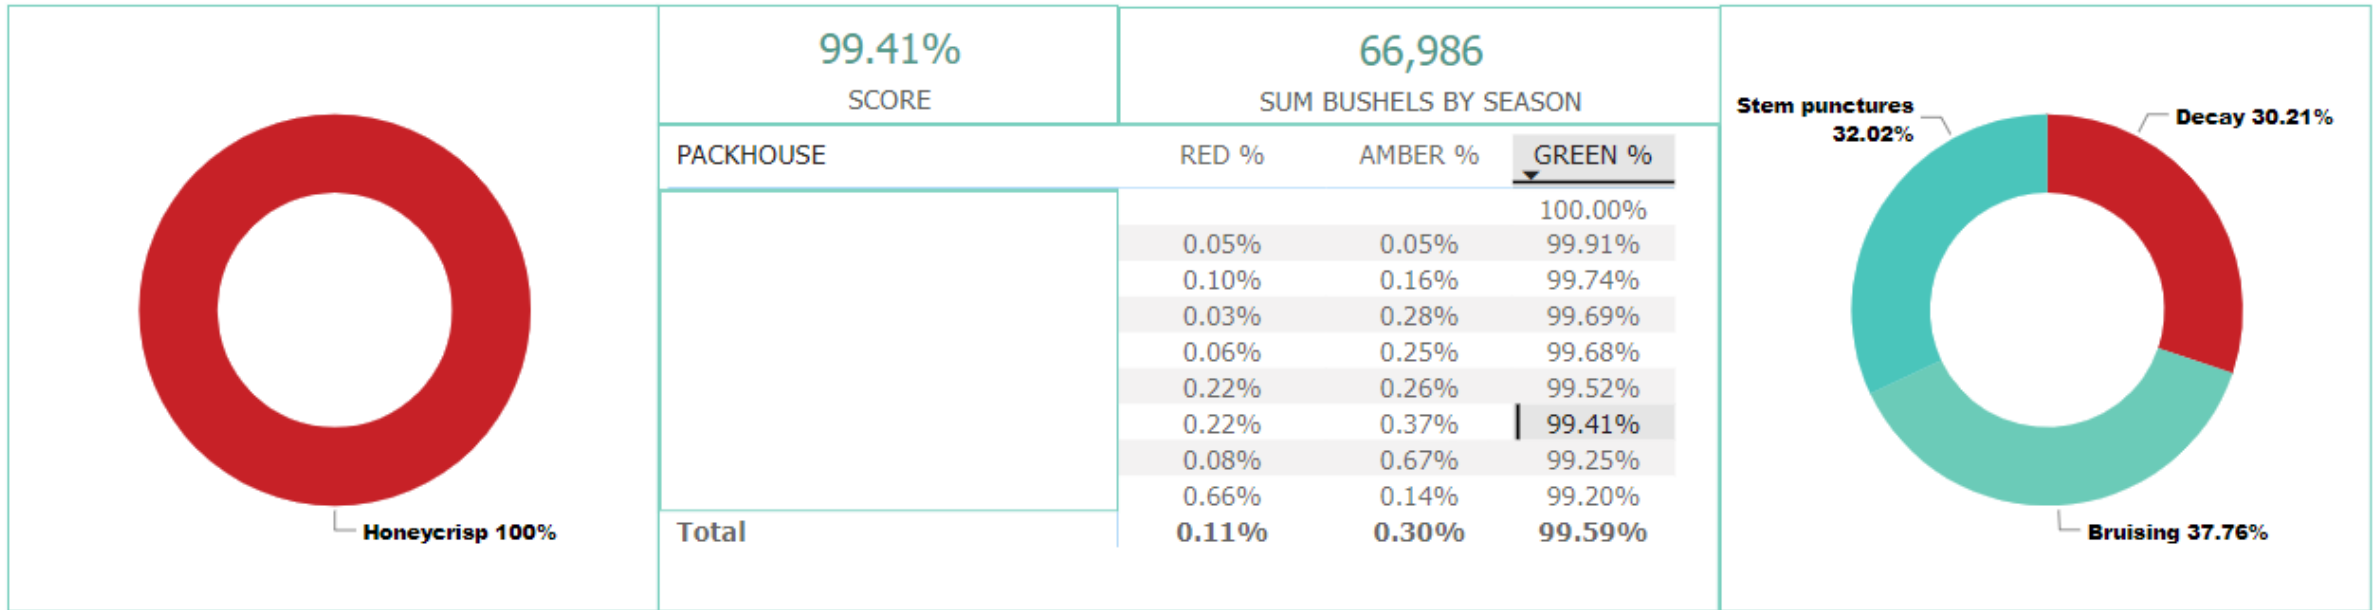 Honeycrisp 100%
99.41%
SCORE
66,986
SUM BUSHELS BY SEASON
PACKHOUSE RED % AMBER % GREEN %
100.00%
0.05% 0.05% 99.91%
0.10% 0.16% 99.74%
0.03% 0.28% 99.69%
0.06% 0.25% 99.68%
0.22% 0.26% 99.52%
0.22% 0.37% 99.41%
0.08% 0.67% 99.25%
0.66% 0.14% 99.20%
Total 0.11% 0.30% 99.59%
Stem punctures
32.02%
Decay 30.21%
Bruising 37.76%